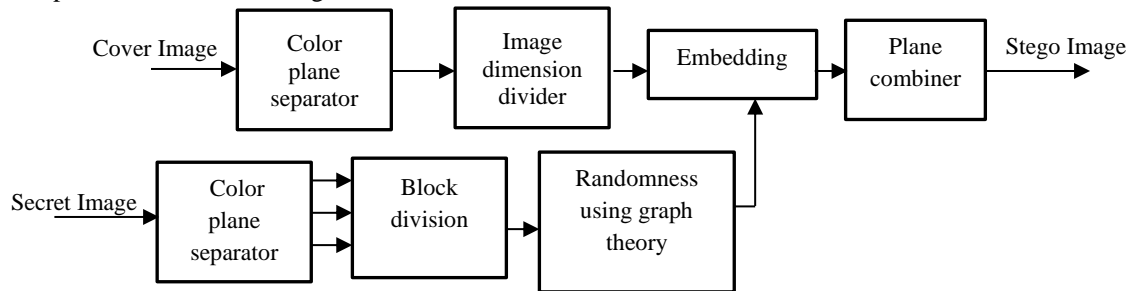 Cover Image
Color
plane
separator
Image
dimension
divider
Embedding
Plane
combiner
Stego Image
Secret Image
Color
plane
separator
Block
division
Randomness
using graph
theory